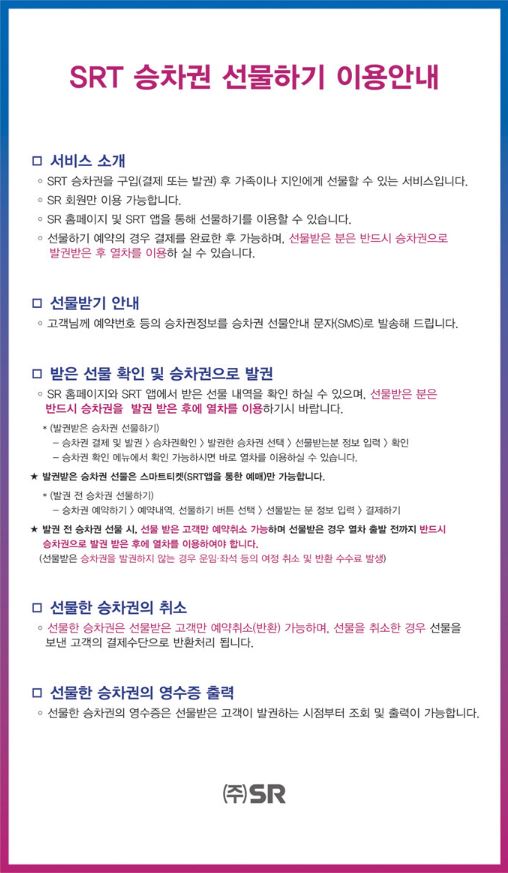 SRT 승차권 선물하기 이용안내
□ 서비스 소개
◦ SRT 승차권을 구입(결제 또는 발권) 후 가족이나 지인에게 선물할 수 있는 서비스입니다.
◦ SR 회원만 이용 가능합니다.
◦ SR 홈페이지 및 SRT 앱을 통해 선물하기를 이용할 수 있습니다.
◦ 선물하기 예약의 경우 결제를 완료한 후 가능하며, 선물받은 분은 반드시 승차권으로
발권받은 후 열차를 이용하 실 수 있습니다.
□ 선물받기 안내
◦ 고객님께 예약번호 등의 승차권정보를 승차권 선물안내 문자(SMS)로 발송해 드립니다.
□ 받은 선물 확인 및 승차권으로 발권
◦ SR 홈페이지와 SRT 앱에서 받은 선물 내역을 확인 하실 수 있으며, 선물받은 분은
반드시 승차권을 발권 받은 후에 열차를 이용하기시 바랍니다.
* (발권받은 승차권 선물하기)
– 승차권 결제 및 발권 > 승차권확인 > 발권한 승차권 선택 > 선물받는분 정보 입력 > 확인
– 승차권 확인 메뉴에서 확인 가능하시면 바로 열차를 이용하실 수 있습니다.
★ 발권받은 승차권 선물은 스마트티켓(SRT앱을 통한 예매)만 가능합니다.
* (발권 전 승차권 선물하기)
– 승차권 예약하기 > 예약내역, 선물하기 버튼 선택 > 선물받는 분 정보 입력 > 결제하기
★ 발권 전 승차권 선물 시, 선물 받은 고객만 예약취소 가능하며 선물받은 경우 열차 출발 전까지 반드시
승차권으로 발권 받은 후에 열차를 이용하여야 합니다.
(선물받은 승차권을 발권하지 않는 경우 운임·좌석 등의 여정 취소 및 반환 수수료 발생)
□ 선물한 승차권의 취소
◦ 선물한 승차권은 선물받은 고객만 예약취소(반환) 가능하며, 선물을 취소한 경우 선물을
보낸 고객의 결제수단으로 반환처리 됩니다.
□ 선물한 승차권의 영수증 출력
◦ 선물한 승차권의 영수증은 선물받은 고객이 발권하는 시점부터 조회 및 출력이 가능합니다.
㈜SR